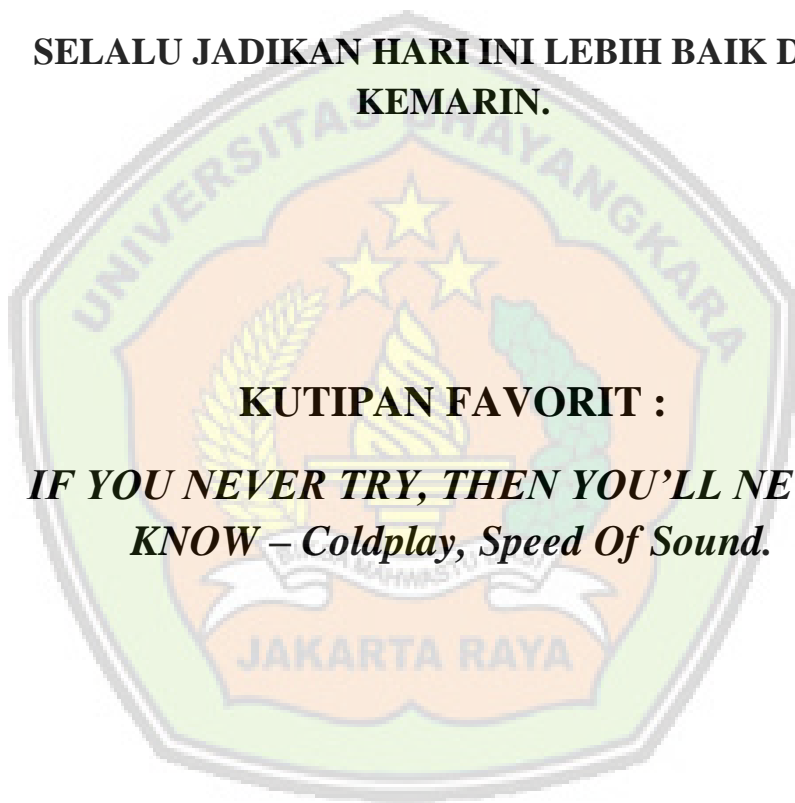 SELALU JADIKAN HARI INI LEBIH BAIK D
KEMARIN.
UNIVERSITAS BHAYANGKARA
KUTIPAN FAVORIT :
IF YOU NEVER TRY, THEN YOU’LL NE
KNOW – Coldplay, Speed Of Sound.
JAKARTA RAYA